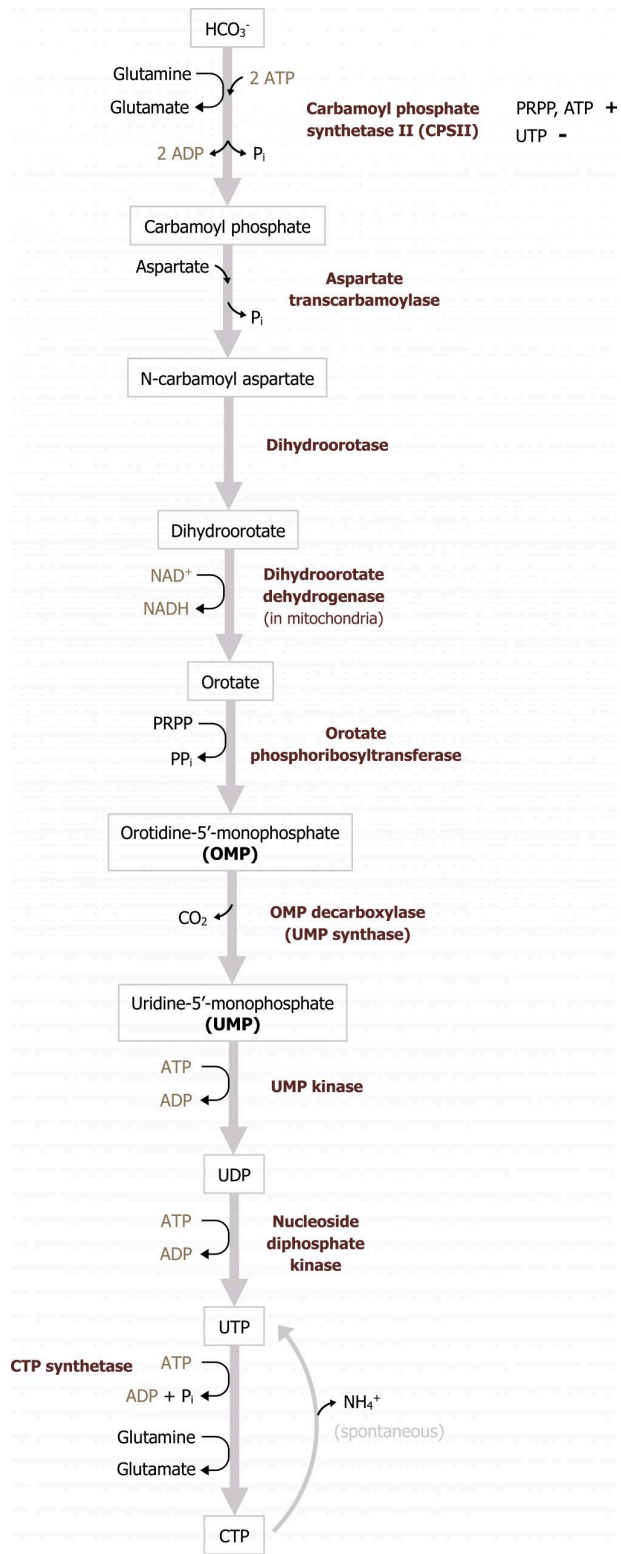 HCO₃⁻
Glutamine
2 ATP
Glutamate
Carbamoyl phosphate
synthetase II (CPSII)
PRPP, ATP +
UTP -
2 ADP
Pᵢ
Carbamoyl phosphate
Aspartate
Aspartate
transcarbamoylase
Pᵢ
N-carbamoyl aspartate
Dihydroorotase
Dihydroorotate
NAD⁺
NADH
Dihydroorotate
dehydrogenase
(in mitochondria)
Orotate
PRPP
PPᵢ
Orotate
phosphoribosyltransferase
Orotidine-5′-monophosphate
(OMP)
CO₂
OMP decarboxylase
(UMP synthase)
Uridine-5′-monophosphate
(UMP)
ATP
ADP
UMP kinase
UDP
ATP
ADP
Nucleoside
diphosphate
kinase
UTP
CTP synthetase
ATP
ADP + Pᵢ
NH₄⁺
(spontaneous)
Glutamine
Glutamate
CTP